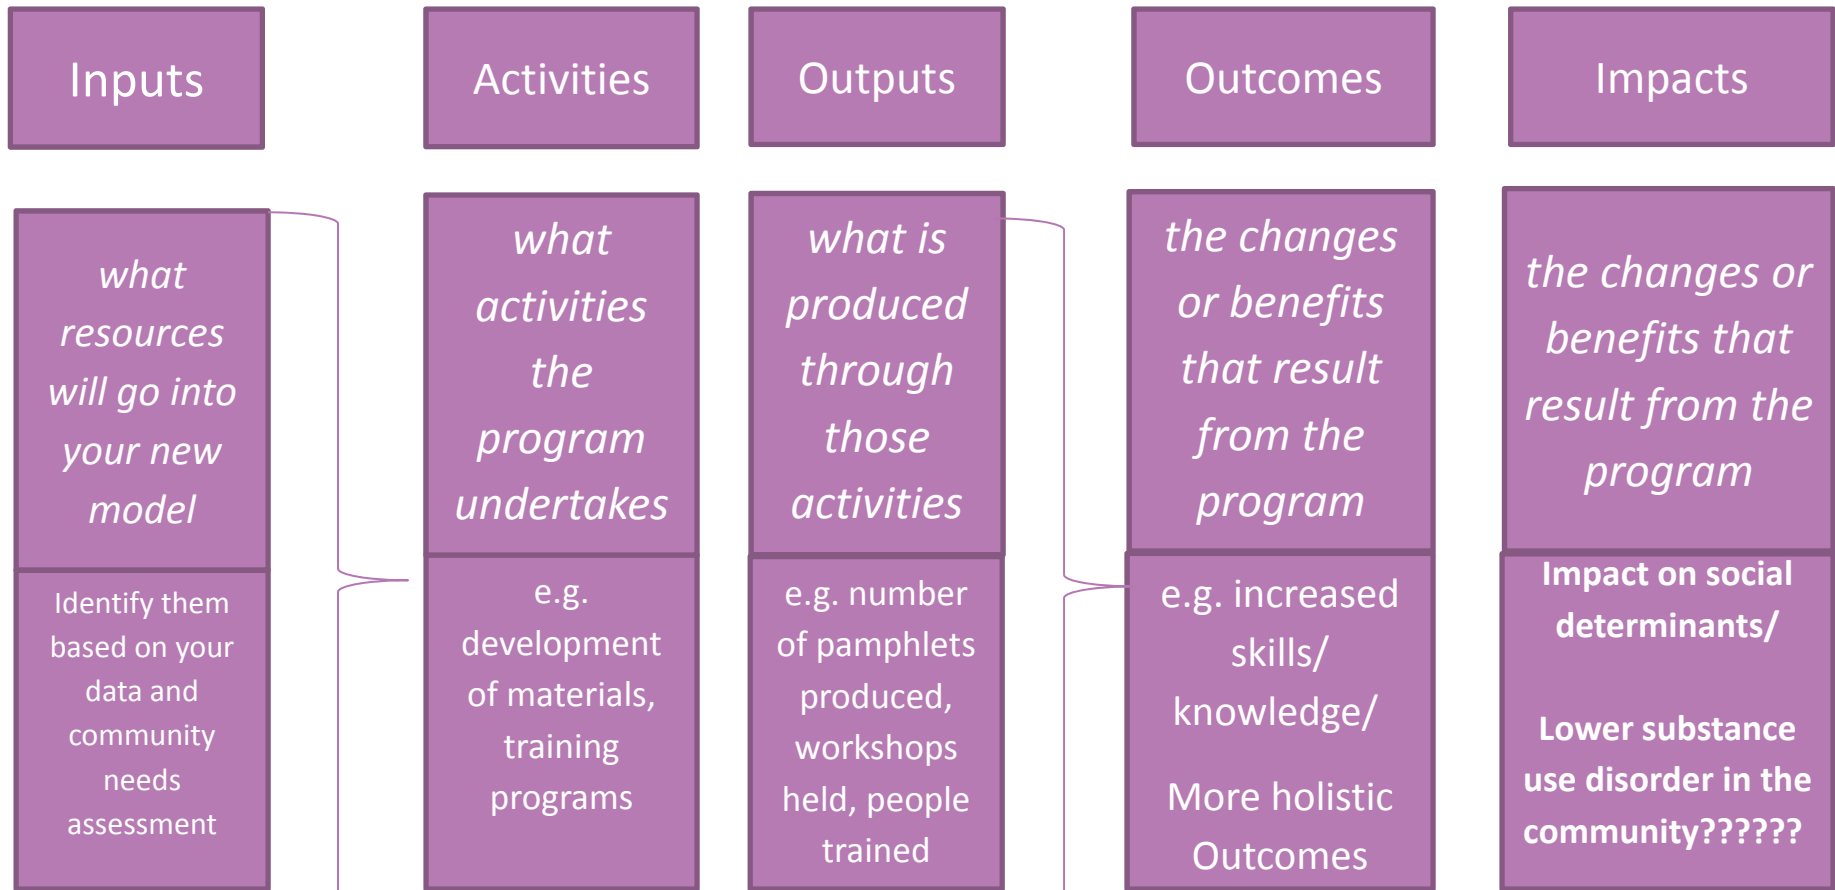 Inputs
Activities
Outputs
Outcomes
Impacts
what
resources
will go into
your new
model
what
activities
the
program
undertakes
what is
produced
through
those
activities
the changes
or benefits
that result
from the
program
the changes or
benefits that
result from the
program
Identify them
based on your
data and
community
needs
assessment
e.g.
development
of materials,
training
programs
e.g. number
of pamphlets
produced,
workshops
held, people
trained
e.g. increased
skills/
knowledge/
More holistic
Outcomes
Impact on social
determinants/
Lower substance
use disorder in the
community??????